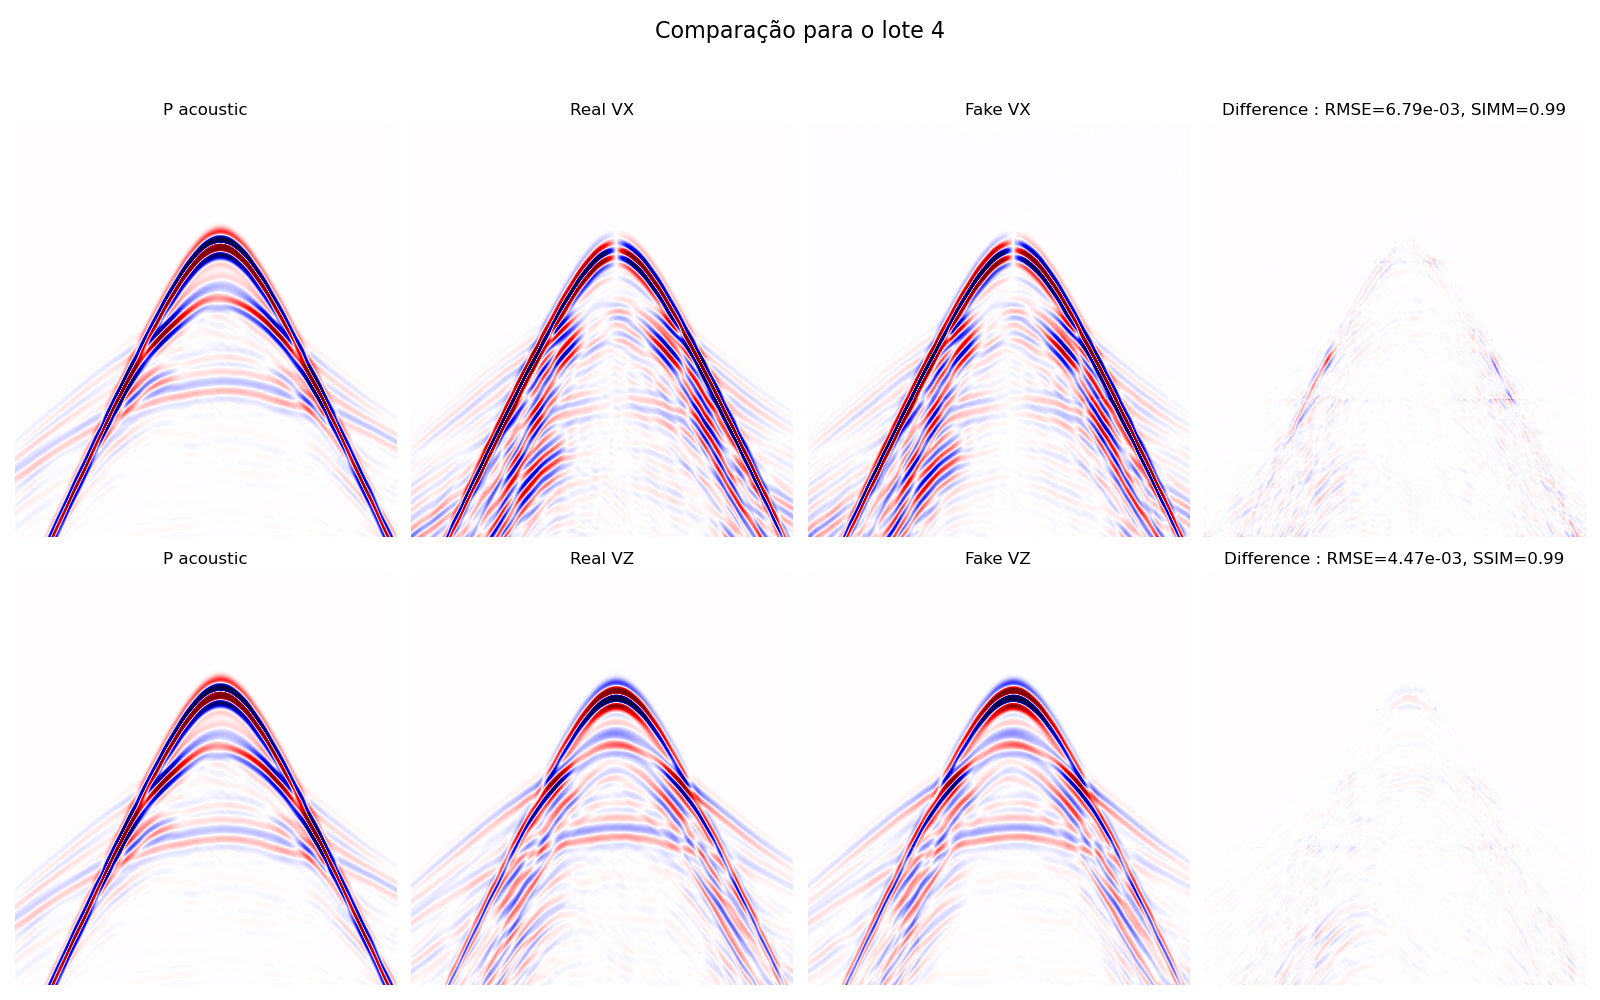 Comparação para o lote 4
P acoustic
Real VX
Fake VX
Difference : RMSE=6.79e-03, SIMM=0.99
P acoustic
Real VZ
Fake VZ
Difference : RMSE=4.47e-03, SSIM=0.99